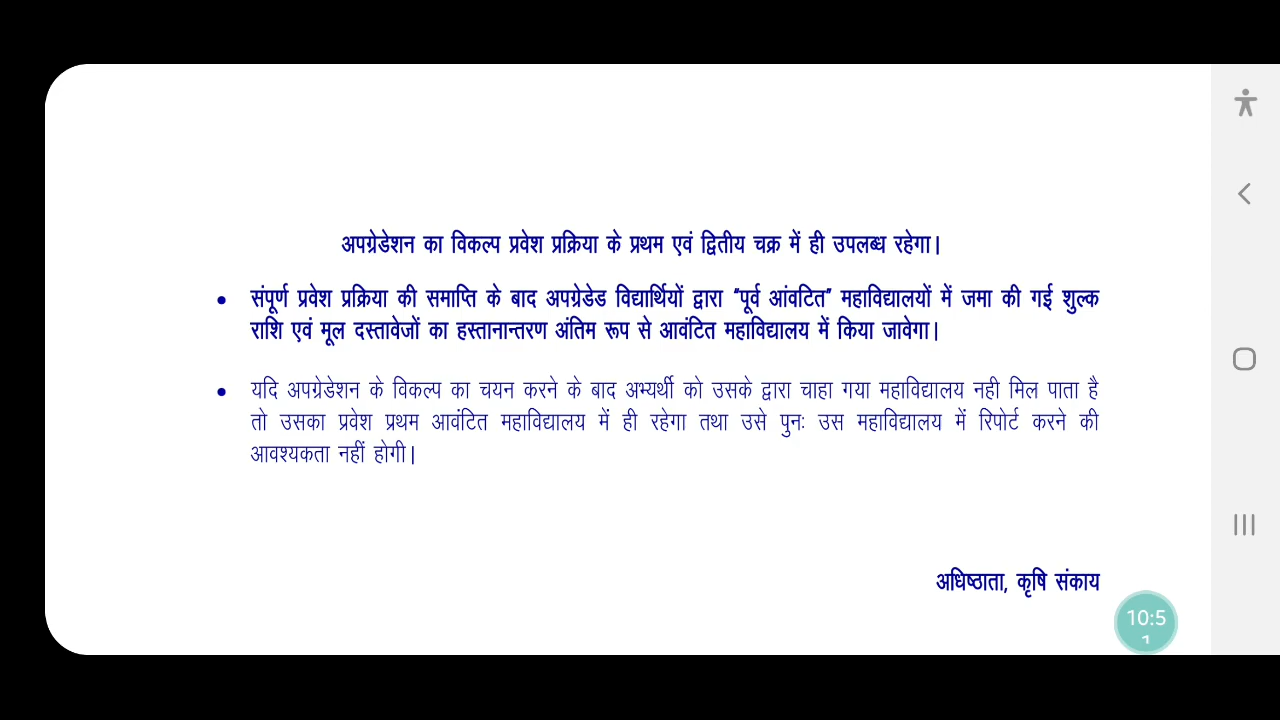 अपग्रेडेशन का विकल्प प्रवेश प्रक्रिया के प्रथम एवं द्वितीय चक्र में ही उपलब्ध रहेगा।
• संपूर्ण प्रवेश प्रक्रिया की समाप्ति के बाद अपग्रेडेड विद्यार्थियों द्वारा “पूर्व आंवटित” महाविद्यालयों में जमा की गई शुल्क
राशि एवं मूल दस्तावेजों का हस्तानान्तरण अंतिम रूप से आवंटित महाविद्यालय में किया जावेगा।
• यदि अपग्रेडेशन के विकल्प का चयन करने के बाद अभ्यर्थी को उसके द्वारा चाहा गया महाविद्यालय नही मिल पाता है
तो उसका प्रवेश प्रथम आवंटित महाविद्यालय में ही रहेगा तथा उसे पुनः उस महाविद्यालय में रिपोर्ट करने की
आवश्यकता नहीं होगी।
अधिष्ठाता, कृषि संकाय
10:5
1